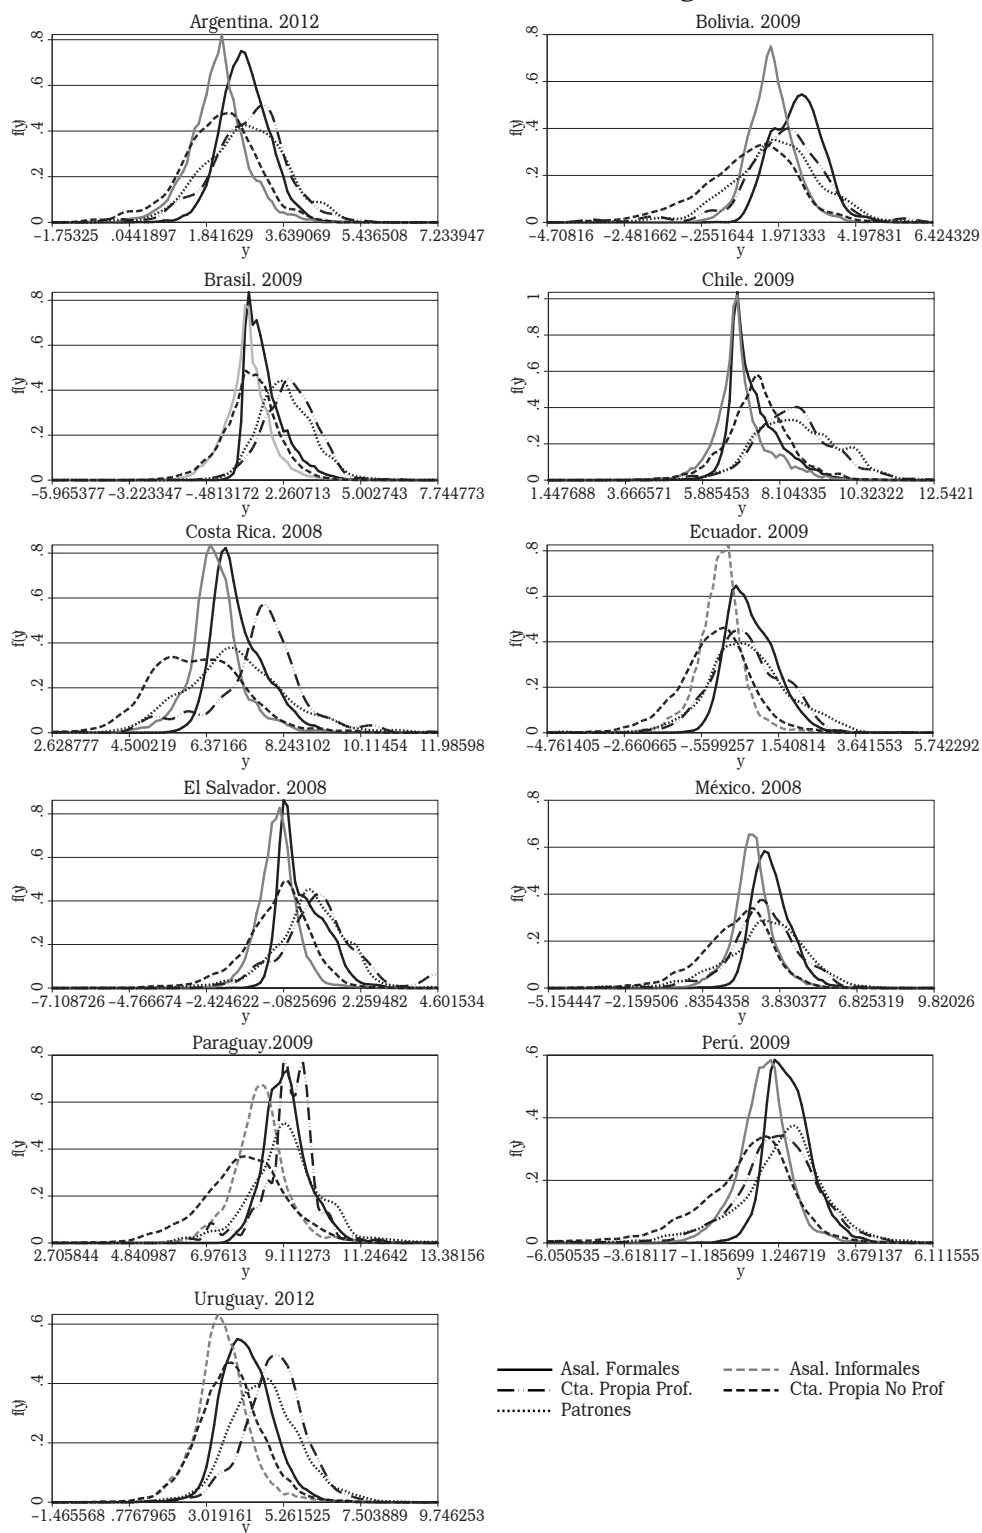 Argentina. 2012
f(y)
0 .2 .4 .6 .8
−1.75325 .0441897 1.841629 3.639069 5.436508 7.233947
y
Bolivia. 2009
f(y)
0 .2 .4 .6 .8
−4.70816 −2.481662 −.2551644 1.971333 4.197831 6.424329
y
Brasil. 2009
f(y)
0 .2 .4 .6 .8
−5.965377 −3.223347 −.4813172 2.260713 5.002743 7.744773
y
Chile. 2009
f(y)
0 .2 .4 .6 .8 1
1.447688 3.666571 5.885453 8.104335 10.32322 12.5421
y
Costa Rica. 2008
f(y)
0 .2 .4 .6 .8
2.628777 4.500219 6.37166 8.243102 10.11454 11.98598
y
Ecuador. 2009
f(y)
0 .2 .4 .6 .8
−4.761405 −2.660665 −.5599257 1.540814 3.641553 5.742292
y
El Salvador. 2008
f(y)
0 .2 .4 .6 .8
−7.108726 −4.766674 −2.424622 −.0825696 2.259482 4.601534
y
México. 2008
f(y)
0 .2 .4 .6 .8
−5.154447 −2.159506 .8354358 3.830377 6.825319 9.82026
y
Paraguay.2009
f(y)
0 .2 .4 .6 .8
2.705844 4.840987 6.97613 9.111273 11.24642 13.38156
y
Perú. 2009
f(y)
0 .2 .4 .6
−6.050535 −3.618117 −1.185699 1.246719 3.679137 6.111555
y
Uruguay. 2012
f(y)
0 .2 .4 .6
−1.465568 .7767965 3.019161 5.261525 7.503889 9.746253
y
Asal. Formales
Asal. Informales
Cta. Propia Prof.
Cta. Propia No Prof
Patrones